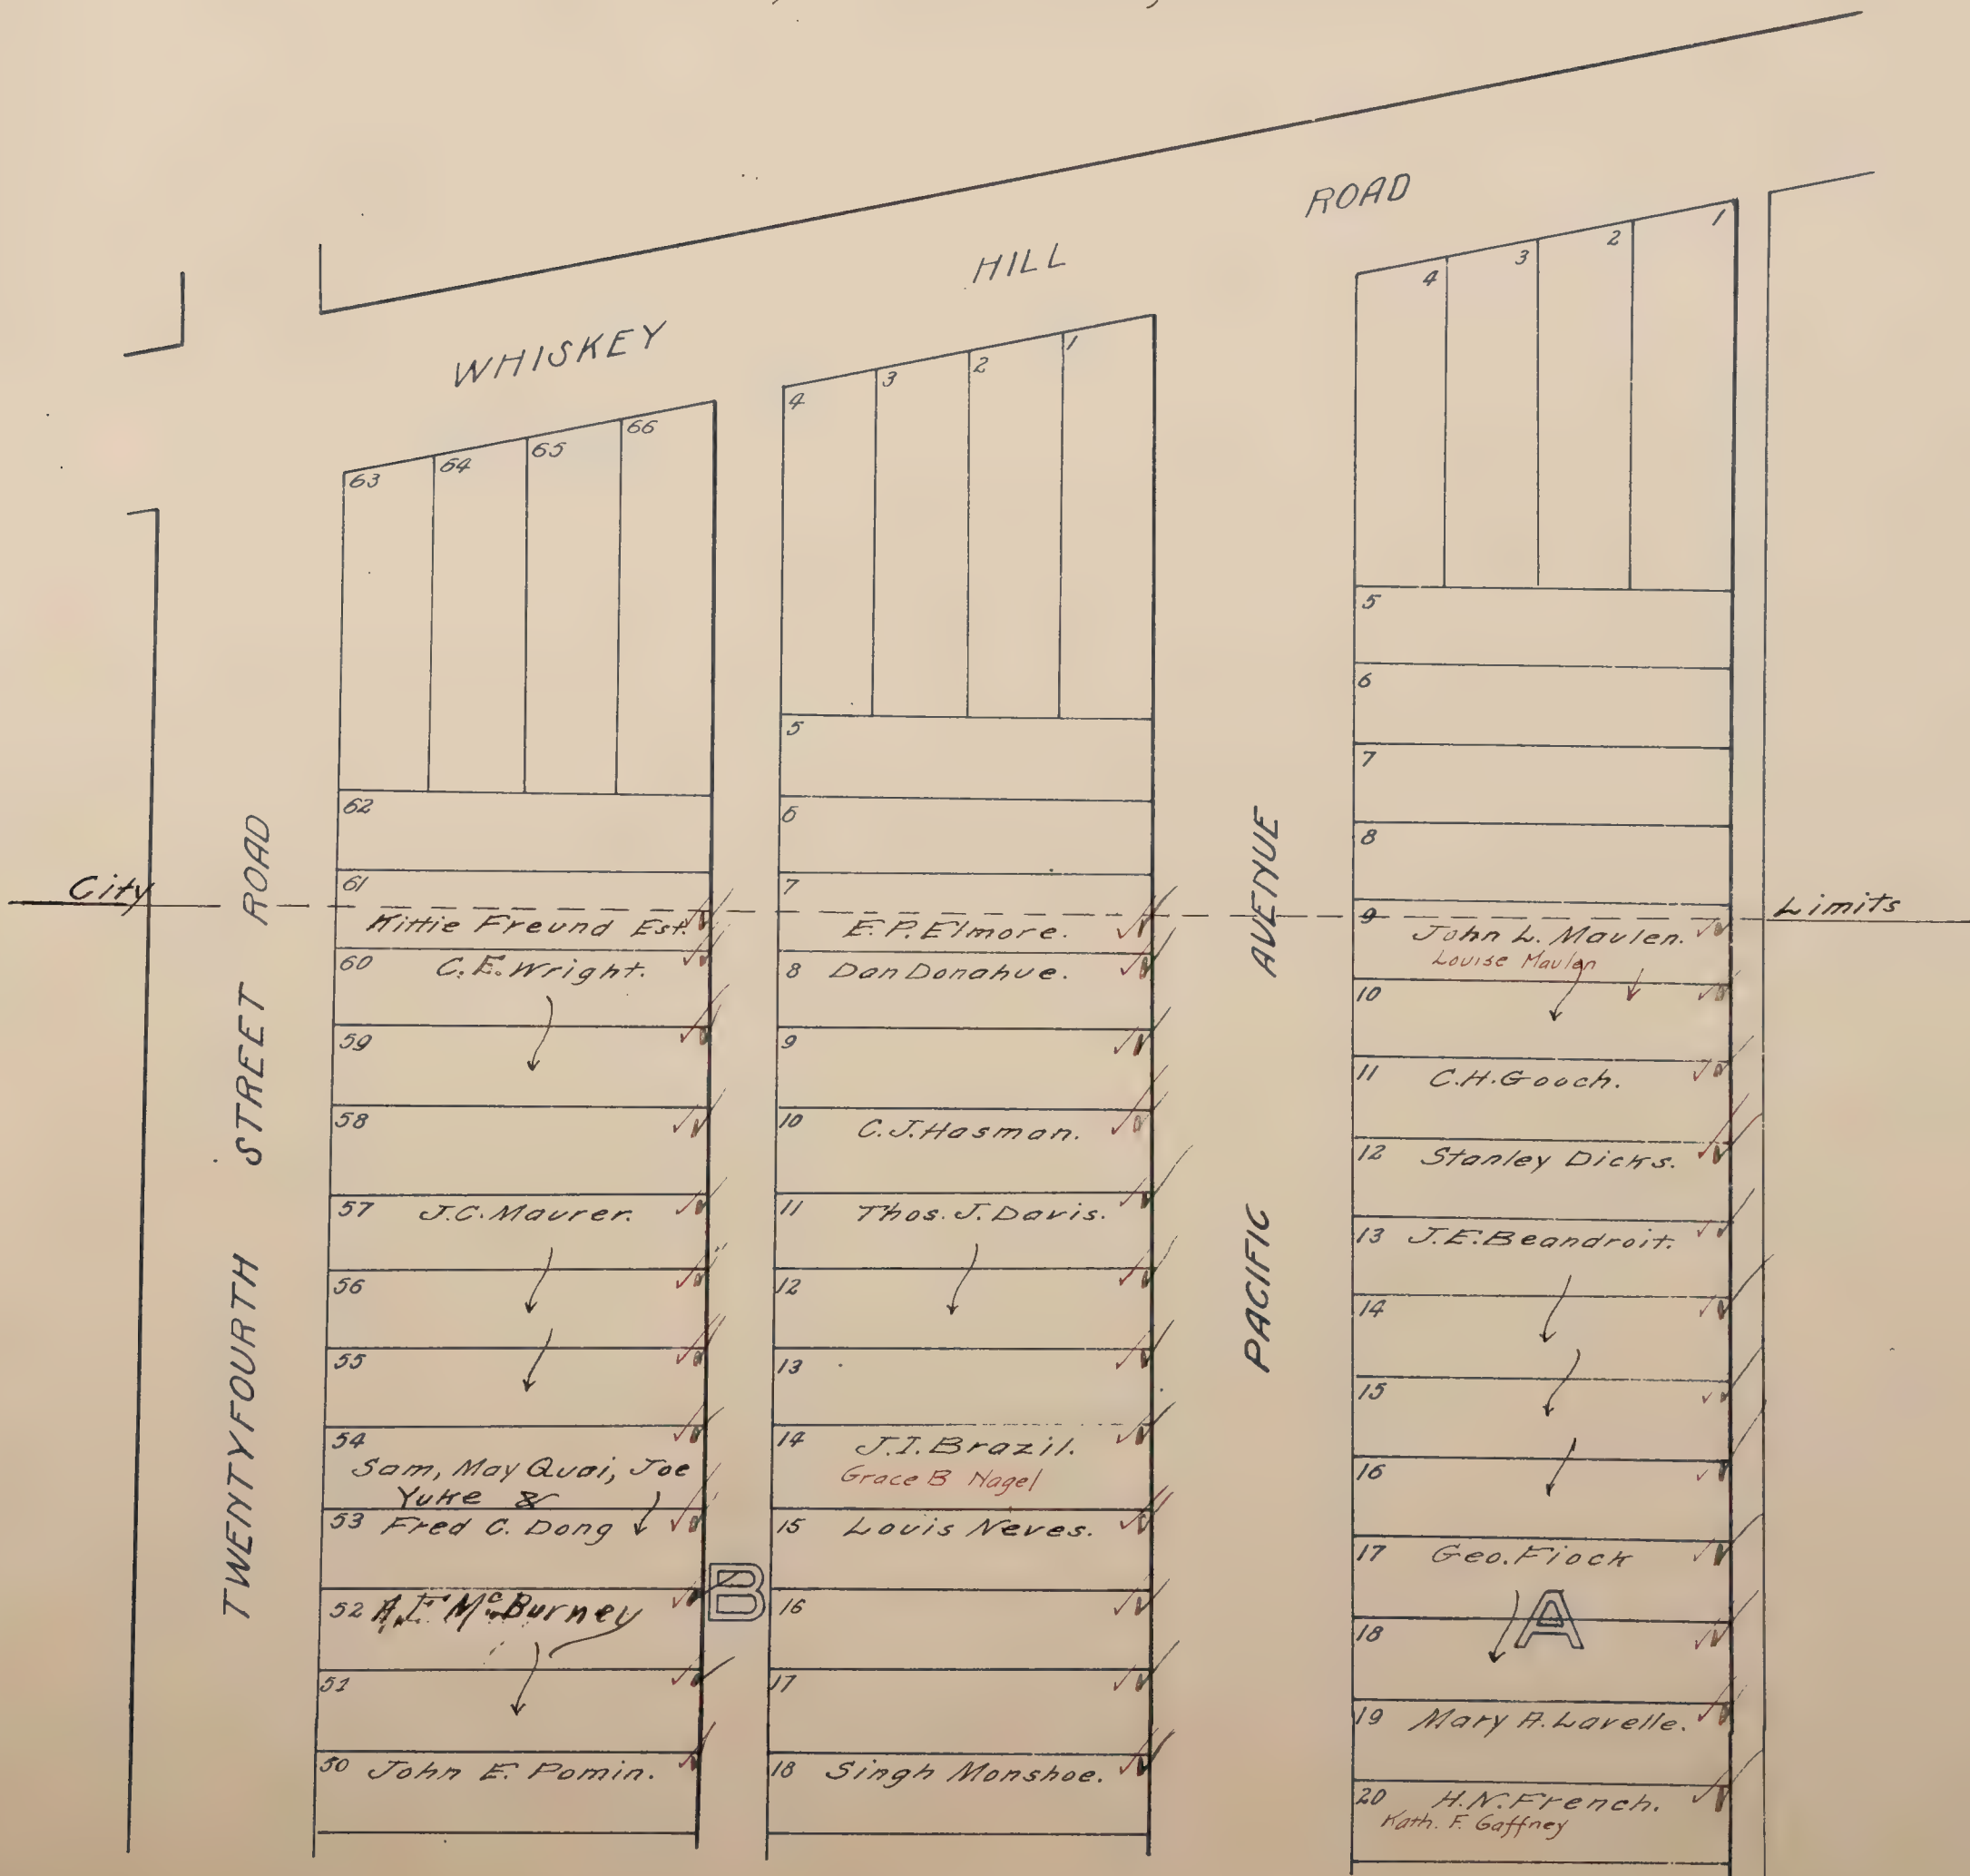 WHISKEY HILL ROAD
TWENTYFOURTH STREET ROAD
PACIFIC AVENUE
City Limits
63
64
65
66
62
61
Kittie Freund Est.
60 C. E. Wright.
59
58
57 J.C. Maurer.
56
55
54
Sam, May Quai, Joe
Yuke &
53 Fred C. Dong
52 McBurney
51
50 John E. Pomin.
B
4
3
2
1
5
6
7
E. P. Elmore.
8 Dan Donahue.
9
10 C. J. Hasman.
11 Thos. J. Davis.
12
13
14 J. I. Brazil.
Grace B Nagel
15 Louis Neves.
16
17
18 Singh Monshoe.
4
3
2
1
5
6
7
8
9
John L. Maulen.
Louise Maulen
10
11 C.H. Gooch.
12 Stanley Dicks.
13 J.E. Beandroit.
14
15
16
17 Geo. Fiock
A
18
19 Mary A. Lavelle.
20 H.N. French.
Kath. F. Gaffney